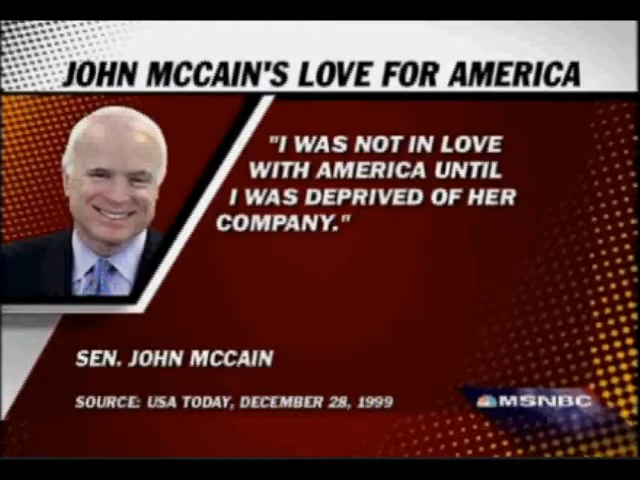 JOHN MCCAIN'S LOVE FOR AMERICA
"I WAS NOT IN LOVE
WITH AMERICA UNTIL
I WAS DEPRIVED OF HER
COMPANY."
SEN. JOHN MCCAIN
SOURCE: USA TODAY, DECEMBER 28, 1999
MSNBC